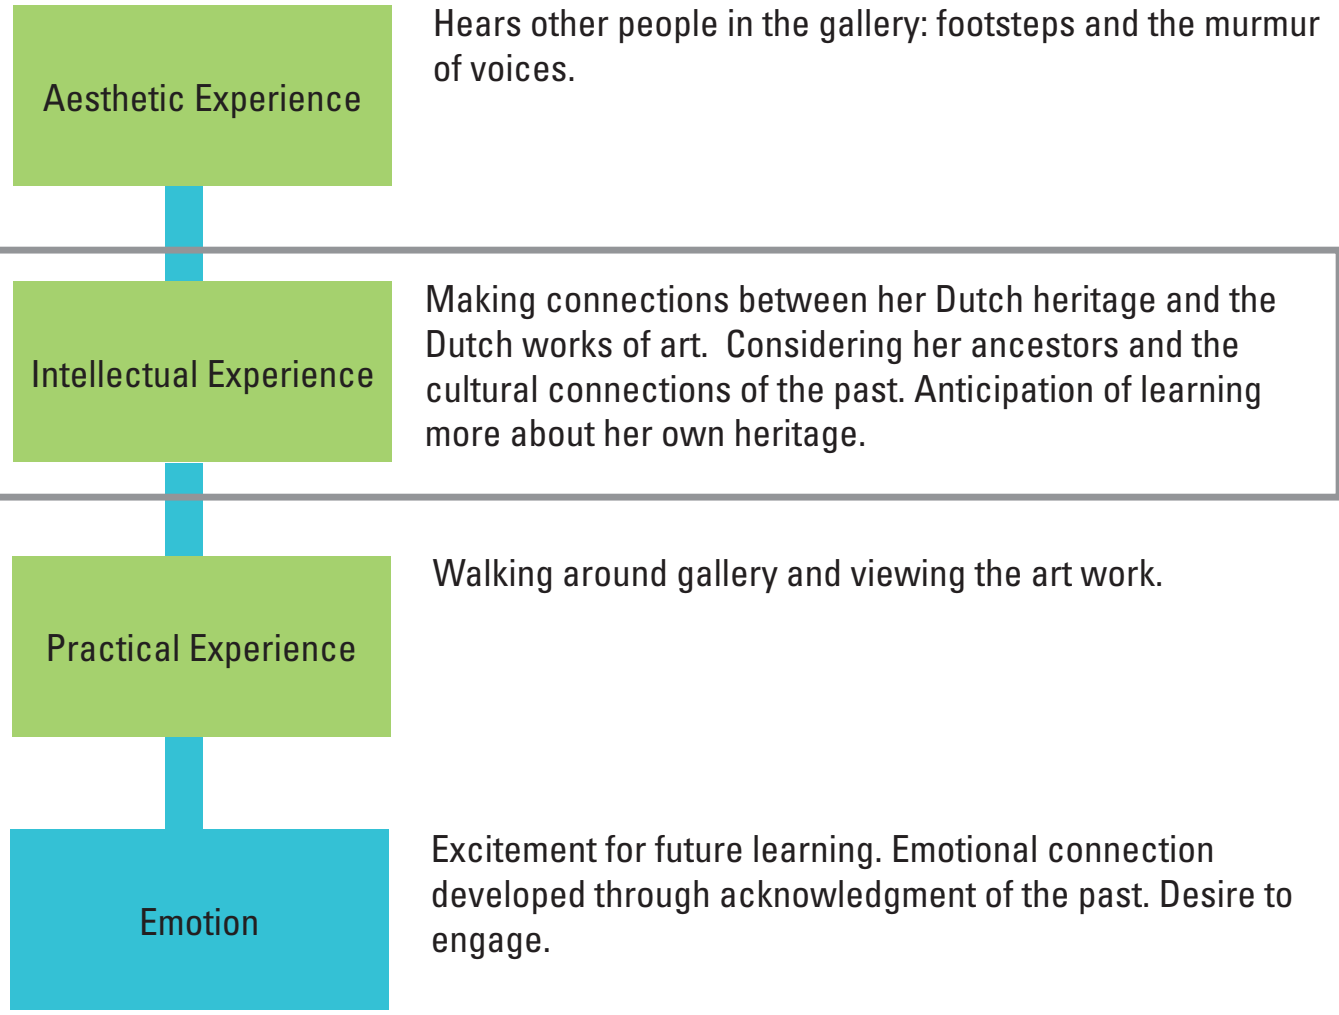 Aesthetic Experience
Hears other people in the gallery: footsteps and the murmur
of voices.
Intellectual Experience
Making connections between her Dutch heritage and the
Dutch works of art.  Considering her ancestors and the
cultural connections of the past. Anticipation of learning
more about her own heritage.
Practical Experience
Walking around gallery and viewing the art work.
Emotion
Excitement for future learning. Emotional connection
developed through acknowledgment of the past. Desire to
engage.